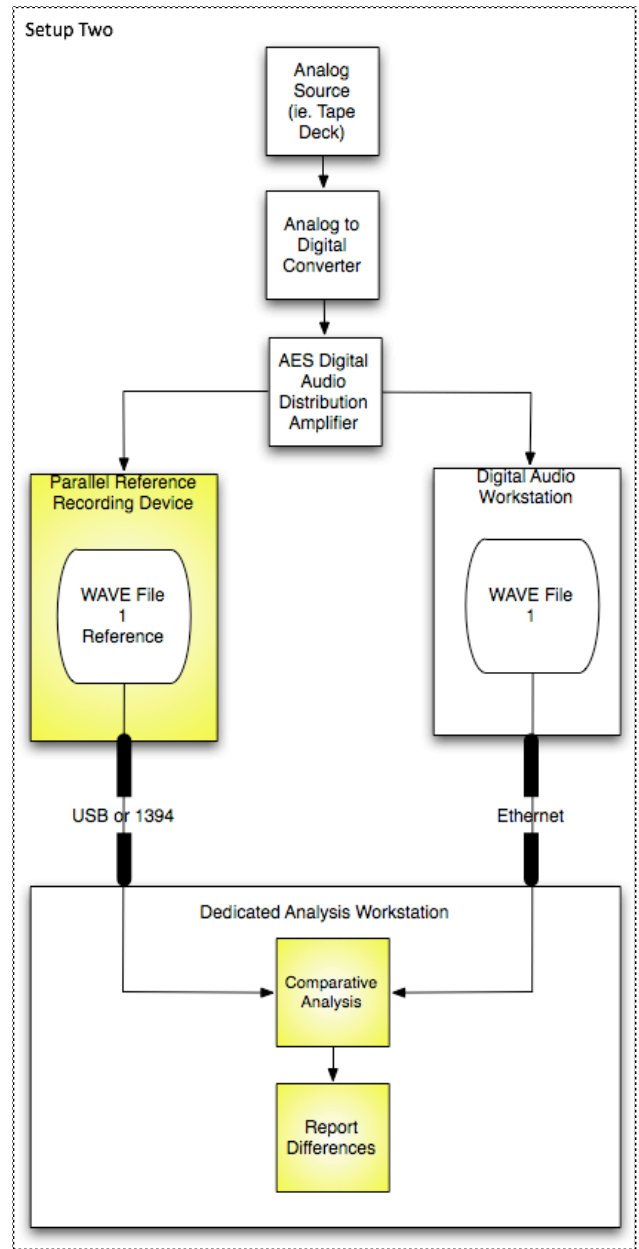 Setup Two
Analog
Source
(ie. Tape
Deck)
Analog to
Digital
Converter
AES Digital
Audio
Distribution
Amplifier
Parallel Reference
Recording Device
WAVE File
1
Reference
Digital Audio
Workstation
WAVE File
1
USB or 1394
Ethernet
Dedicated Analysis Workstation
Comparative
Analysis
Report
Differences